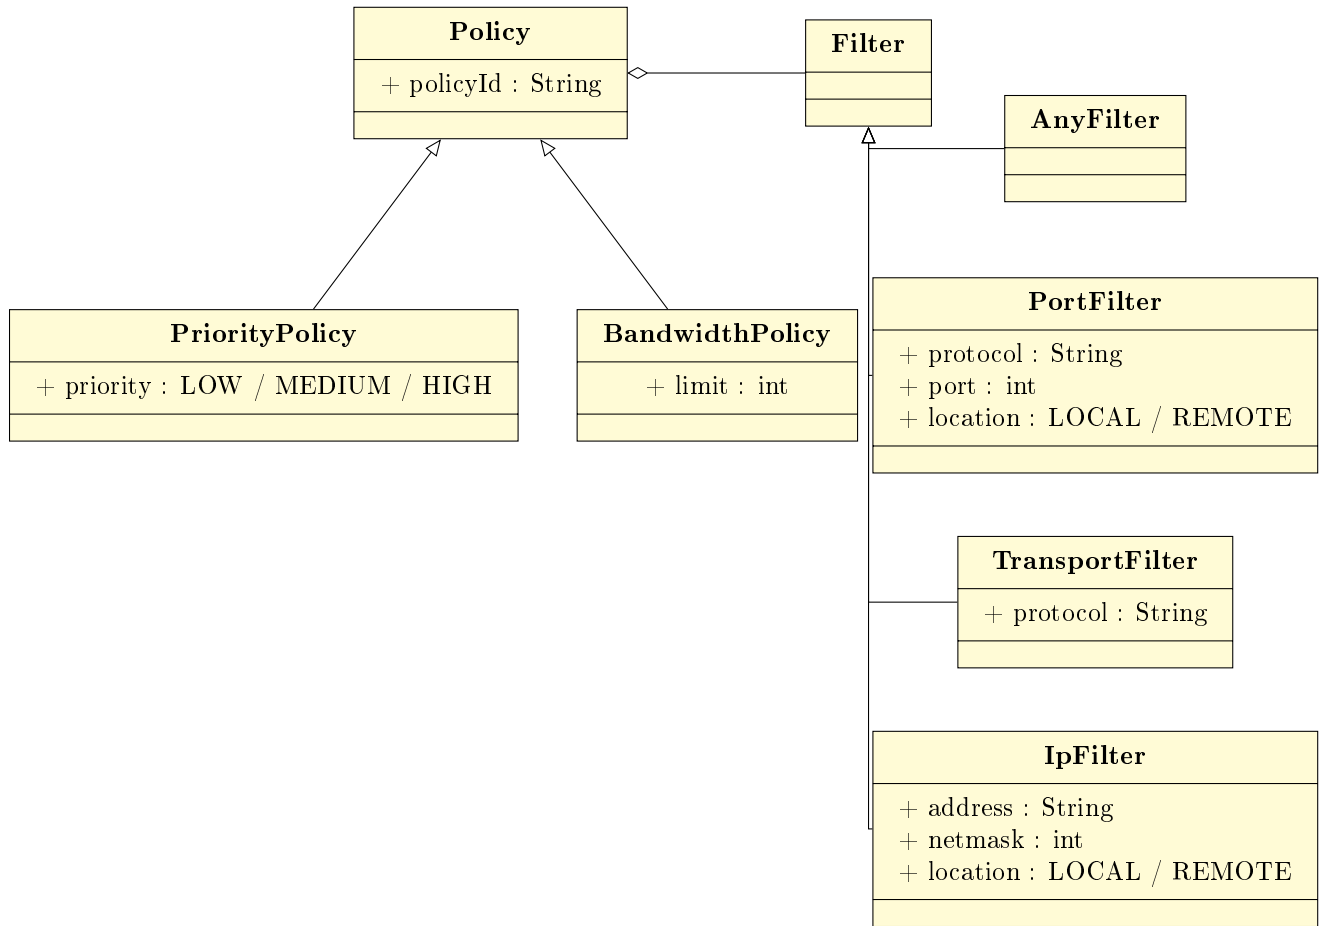 Policy
+ policyId : String
Filter
AnyFilter
PriorityPolicy
+ priority : LOW / MEDIUM / HIGH
BandwidthPolicy
+ limit : int
PortFilter
+ protocol : String
+ port : int
+ location : LOCAL / REMOTE
TransportFilter
+ protocol : String
IpFilter
+ address : String
+ netmask : int
+ location : LOCAL / REMOTE